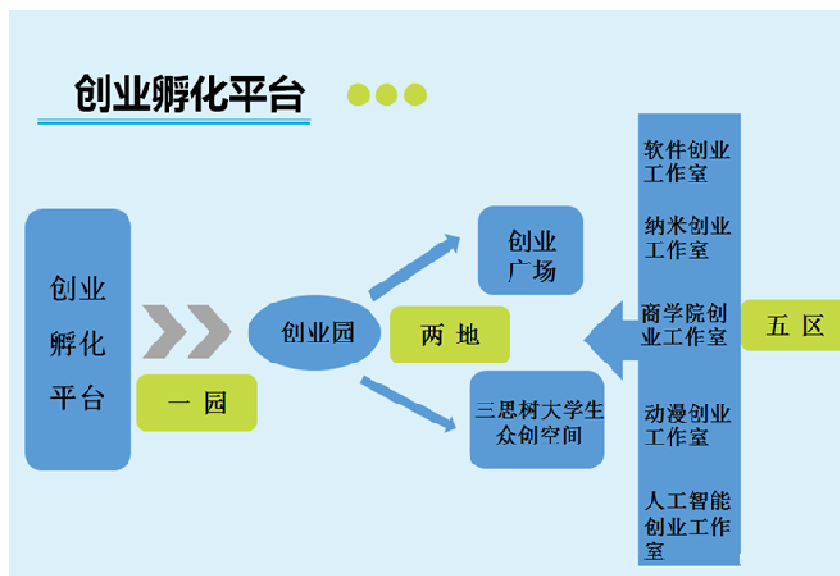 创业孵化平台
创业
孵化
平台
一 园
创业园
两 地
创业
广场
三思树大学生
众创空间
软件创业
工作室
纳米创业
工作室
商学院创
业工作室
动漫创业
工作室
人工智能
创业工作
室
五 区